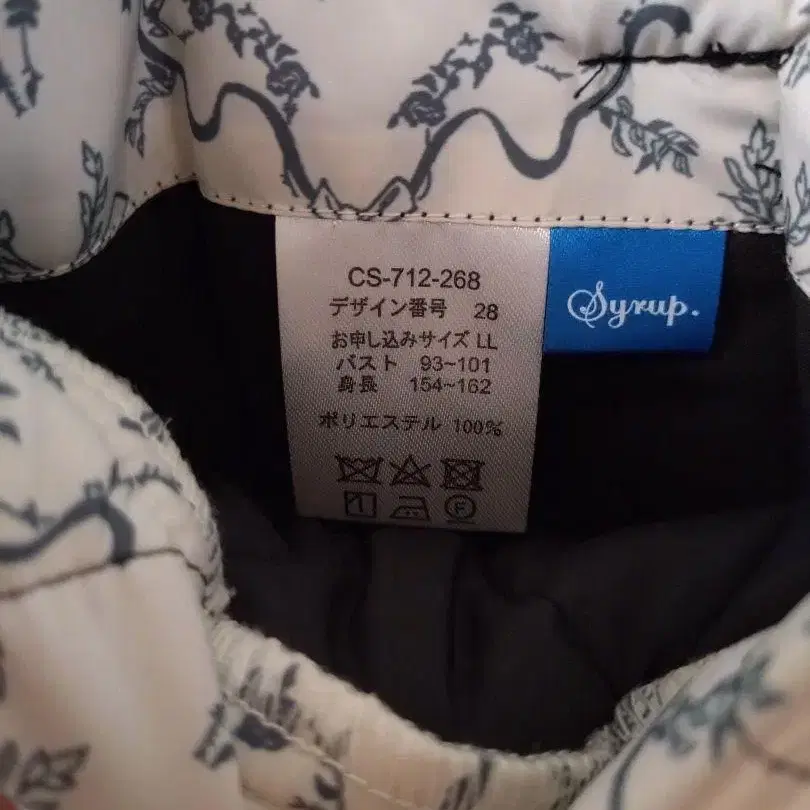 CS-712-268
デザイン番号 28
お申し込みサイズ LL
バスト 93~101
身長 154~162
ポリエステル 100%
F
Syrup.